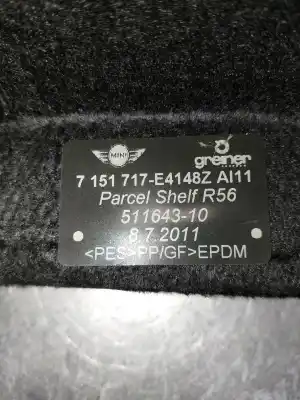 MINI greiner
7 151 717-E4148Z AI11
Parcel Shelf R56
511643-10
8.7.2011
<PES>PP/GF>EPDM